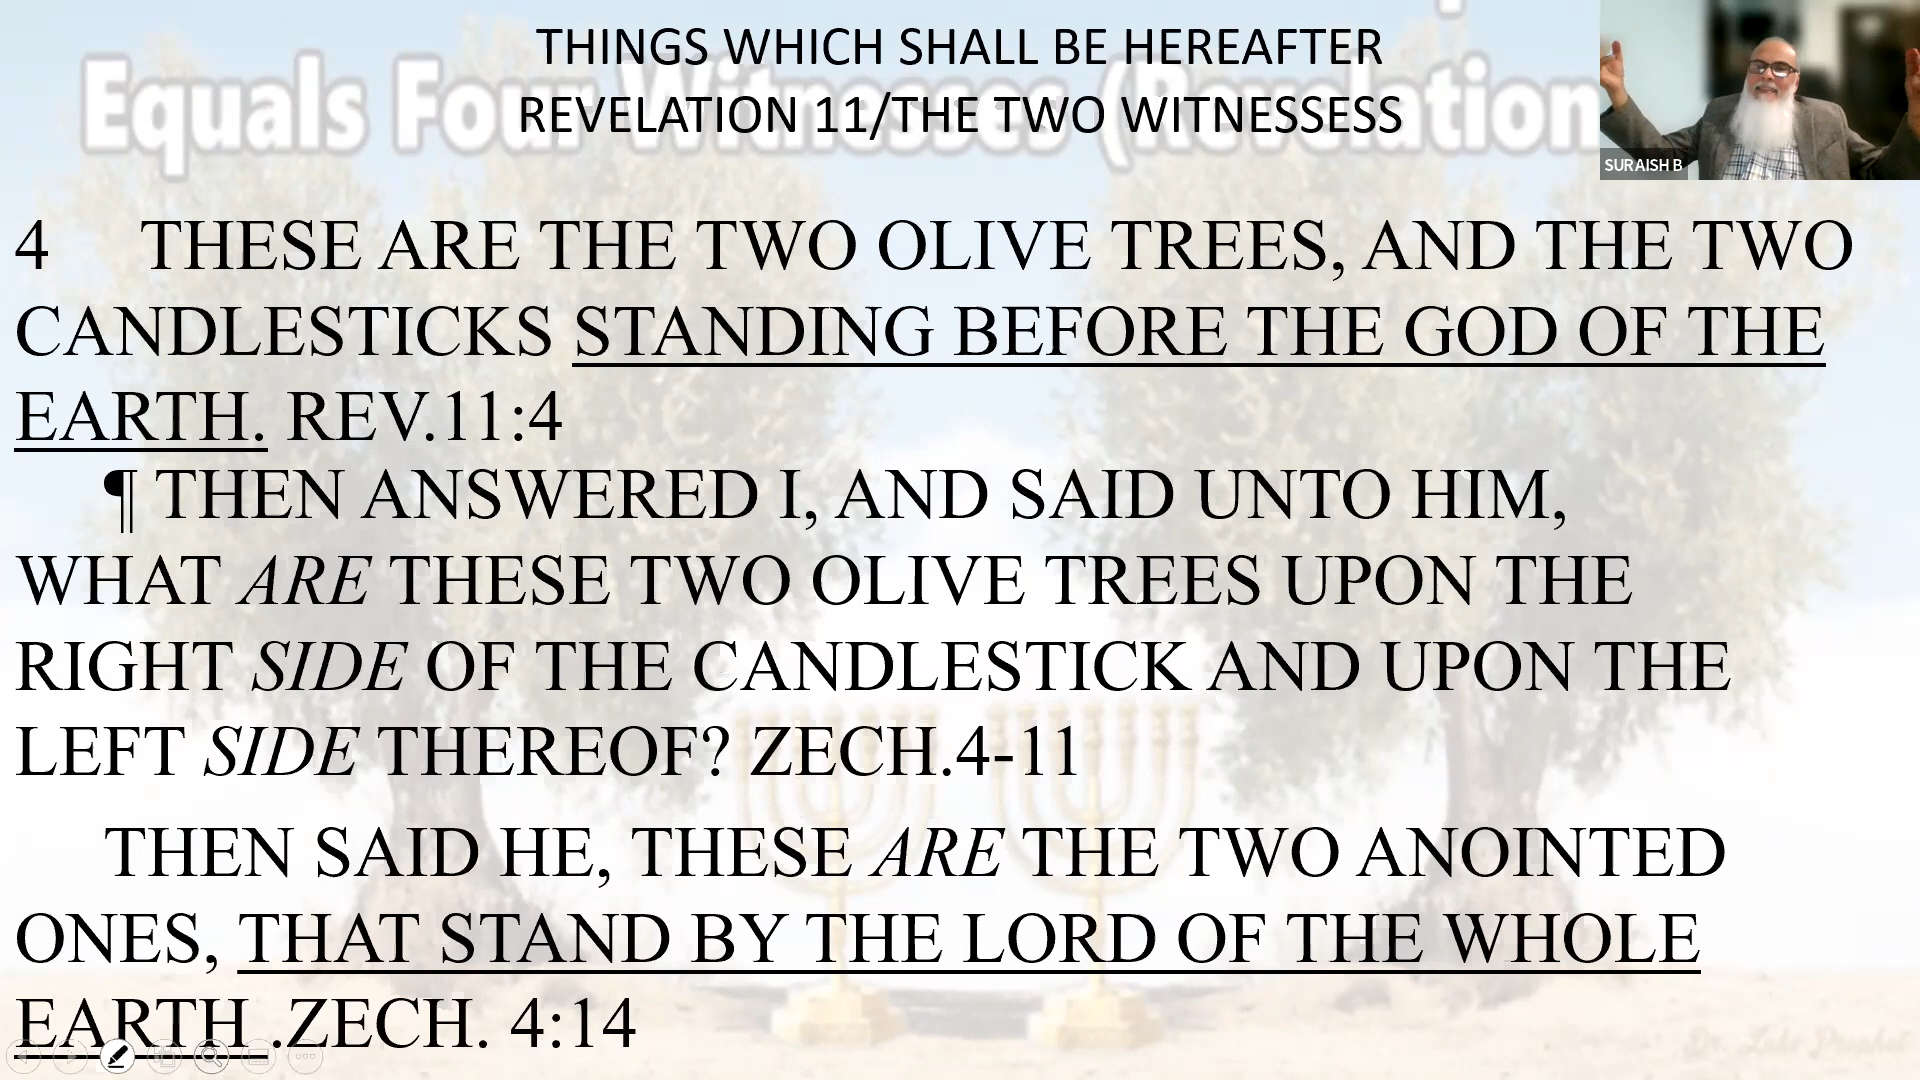 THINGS WHICH SHALL BE HEREAFTER
Equals Four Witnesses (Revelation
REVELATION 11/THE TWO WITNESSESS
SURAISH B
4 THESE ARE THE TWO OLIVE TREES, AND THE TWO
CANDLESTICKS STANDING BEFORE THE GOD OF THE
EARTH. REV.11:4
¶ THEN ANSWERED I, AND SAID UNTO HIM,
WHAT ARE THESE TWO OLIVE TREES UPON THE
RIGHT SIDE OF THE CANDLESTICK AND UPON THE
LEFT SIDE THEREOF? ZECH.4-11
THEN SAID HE, THESE ARE THE TWO ANOINTED
ONES, THAT STAND BY THE LORD OF THE WHOLE
EARTH .ZECH. 4:14